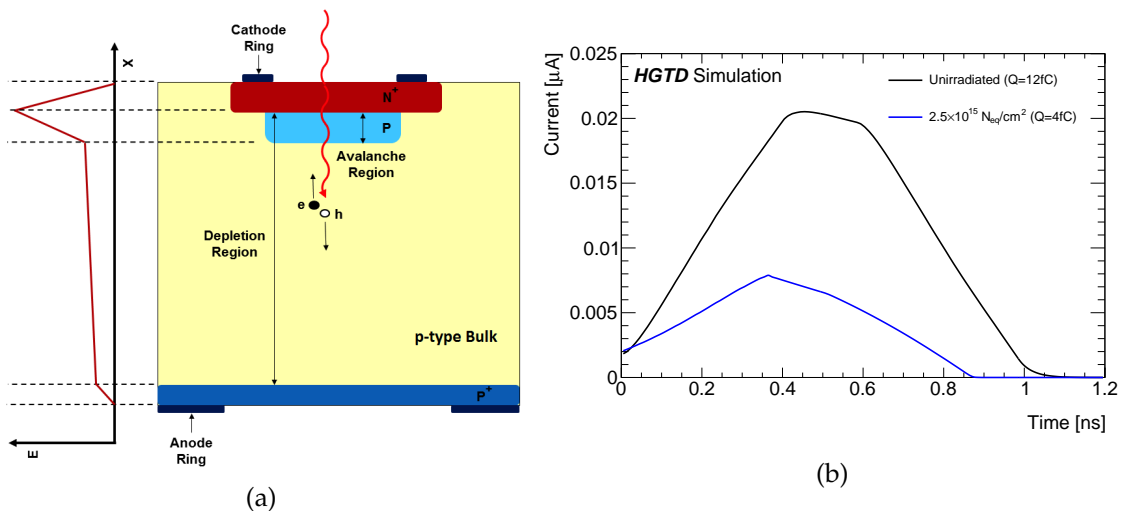 Cathode
Ring
X
N+
P
Avalanche
Region
e
h
Depletion
Region
p-type Bulk
P+
E
Anode
Ring
(a)
Current [μA]
0.025
0.02
0.015
0.01
0.005
0
HGTD Simulation
Unirradiated (Q=12fC)
2.5×10^15 N_eq/cm^2 (Q=4fC)
0 0.2 0.4 0.6 0.8 1 1.2
Time [ns]
(b)